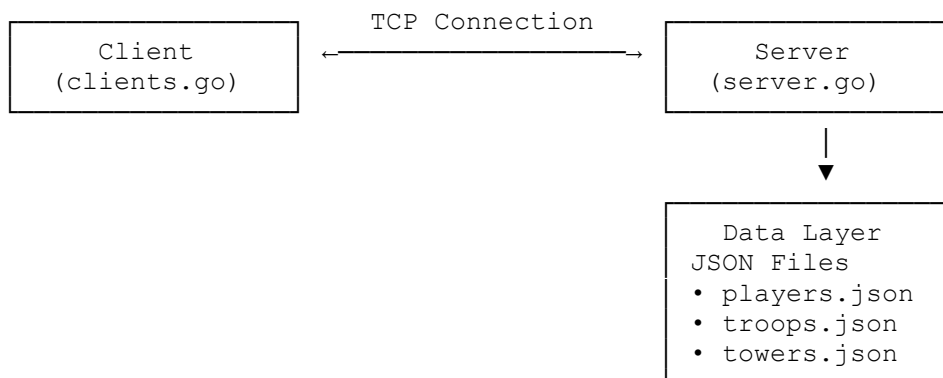 TCP Connection
Client
(clients.go)
Server
(server.go)
Data Layer
JSON Files
• players.json
• troops.json
• towers.json